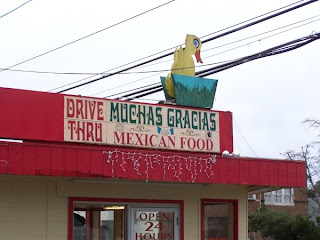 DRIVE
THRU
MUCHAS GRACIAS
MEXICAN FOOD
OPEN
24
HOURS